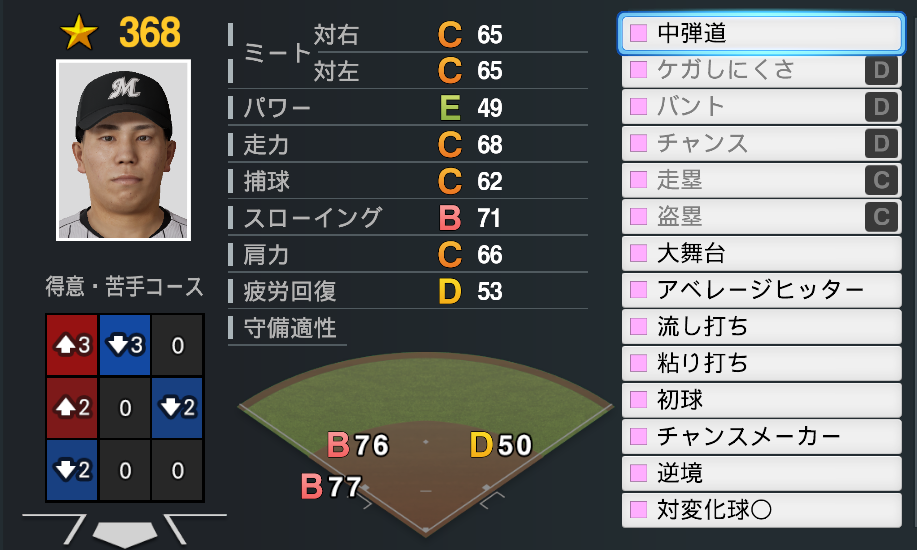 368
M
ミート 対右 C 65
対左 C 65
パワー E 49
走力 C 68
捕球 C 62
スローイング B 71
肩力 C 66
疲労回復 D 53
守備適性
B 76
D 50
B 77
得意・苦手コース
3 3 0
2 0 2
2 0 0
中弾道
ケガしにくさ D
バント D
チャンス D
走塁 C
盗塁 C
大舞台
アベレージヒッター
流し打ち
粘り打ち
初球
チャンスメーカー
逆境
対変化球〇